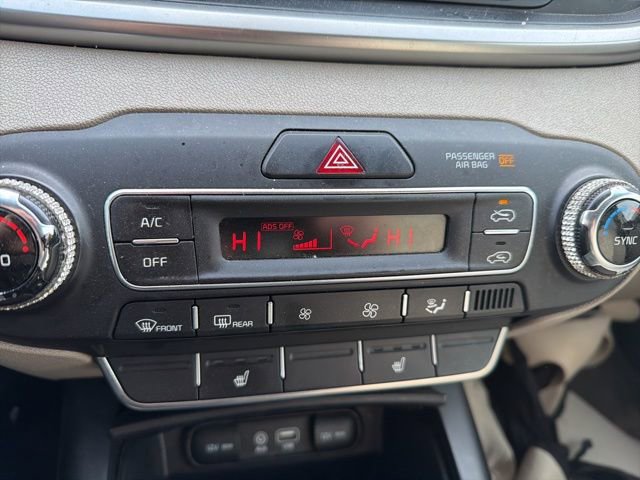 PASSENGER
AIR BAG OFF
A/C
OFF
ADS OFF
HI
HI
SYNC
FRONT
REAR